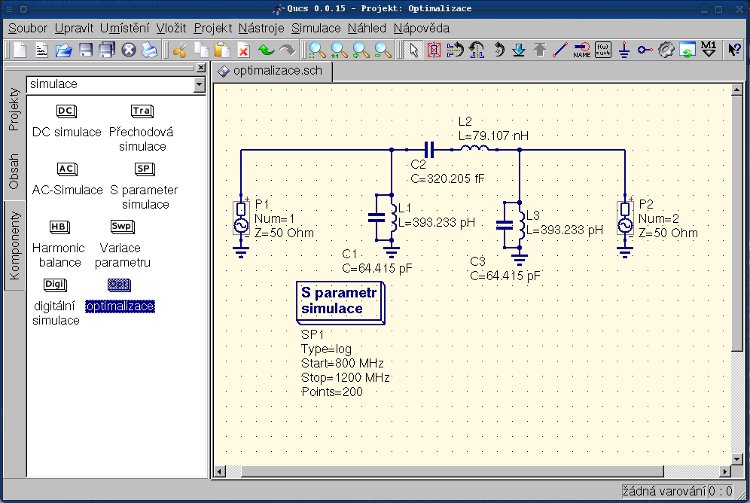 Qucs 0.0.15 - Projekt: Optimalizace
Soubor Upravit Umístění Vložit Projekt Nástroje Simulace Náhled Nápověda
NAME
M1
Projekty
Obsah
Komponenty
simulace
DC
DC simulace
Tra
Přechodová
simulace
AC
AC-Simulace
SP
S parameter
simulace
HB
Harmonic
balance
Swp
Variace
parametru
Digi
digitální
simulace
Opt
optimalizace
optimalizace.sch
L2
L=79.107 nH
C2
C=320.205 fF
P1
Num=1
Z=50 Ohm
L1
L=393.233 pH
C1
C=64.415 pF
L3
L=393.233 pH
C3
C=64.415 pF
P2
Num=2
Z=50 Ohm
S parametr
simulace
SP1
Type=log
Start=800 MHz
Stop=1200 MHz
Points=200
žádná varování 0 : 0